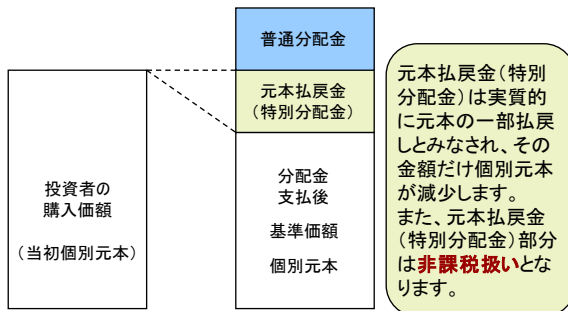 普通分配金
元本払戻金
(特別分配金)
投資者の
購入価額
(当初個別元本)
分配金
支払後
基準価額
個別元本
元本払戻金(特別
分配金)は実質的
に元本の一部払戻
しとみなされ、その
金額だけ個別元本
が減少します。
また、元本払戻金
(特別分配金)部分
は非課税扱いとな
ります。